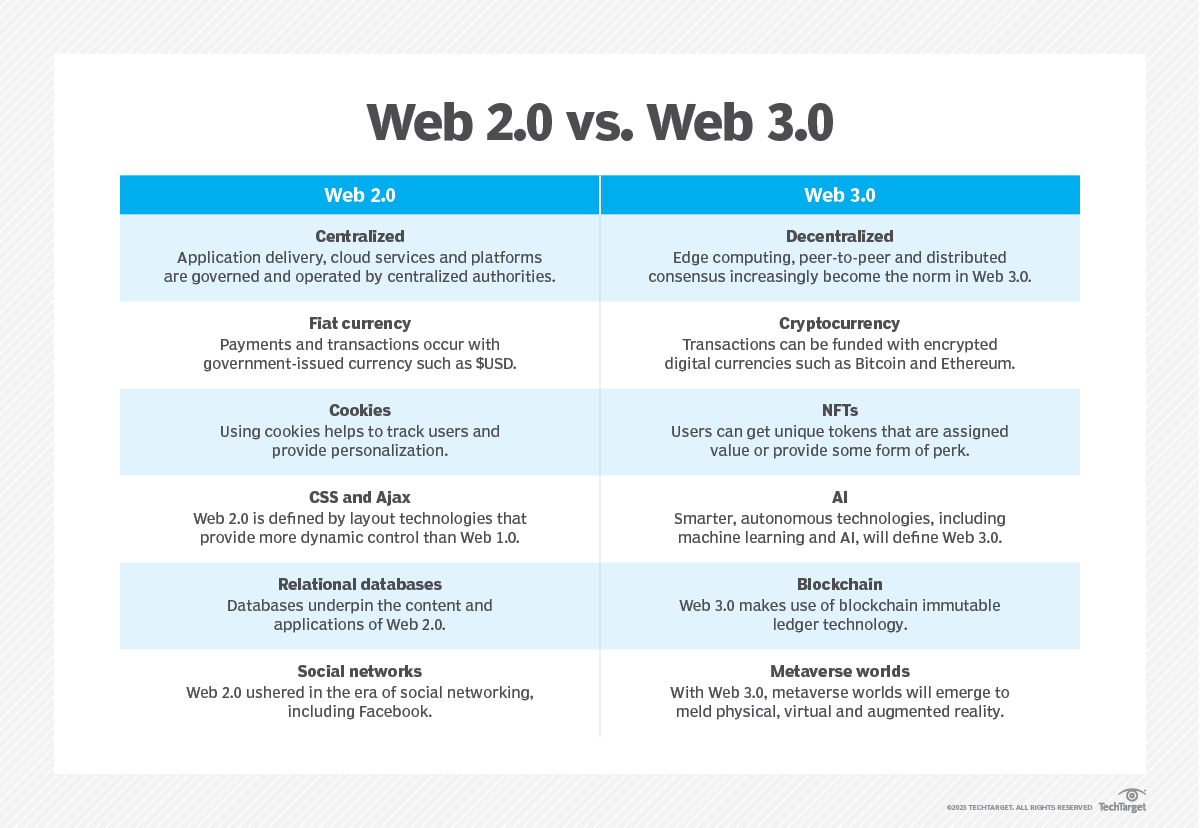 Web 2.0 vs. Web 3.0
Web 2.0
Web 3.0
Centralized
Application delivery, cloud services and platforms
are governed and operated by centralized authorities.
Decentralized
Edge computing, peer-to-peer and distributed
consensus increasingly become the norm in Web 3.0.
Fiat currency
Payments and transactions occur with
government-issued currency such as $USD.
Cryptocurrency
Transactions can be funded with encrypted
digital currencies such as Bitcoin and Ethereum.
Cookies
Using cookies helps to track users and
provide personalization.
NFTs
Users can get unique tokens that are assigned
value or provide some form of perk.
CSS and Ajax
Web 2.0 is defined by layout technologies that
provide more dynamic control than Web 1.0.
AI
Smarter, autonomous technologies, including
machine learning and AI, will define Web 3.0.
Relational databases
Databases underpin the content and
applications of Web 2.0.
Blockchain
Web 3.0 makes use of blockchain immutable
ledger technology.
Social networks
Web 2.0 ushered in the era of social networking,
including Facebook.
Metaverse worlds
With Web 3.0, metaverse worlds will emerge to
meld physical, virtual and augmented reality.
©2023 TECHTARGET. ALL RIGHTS RESERVED
TechTarget